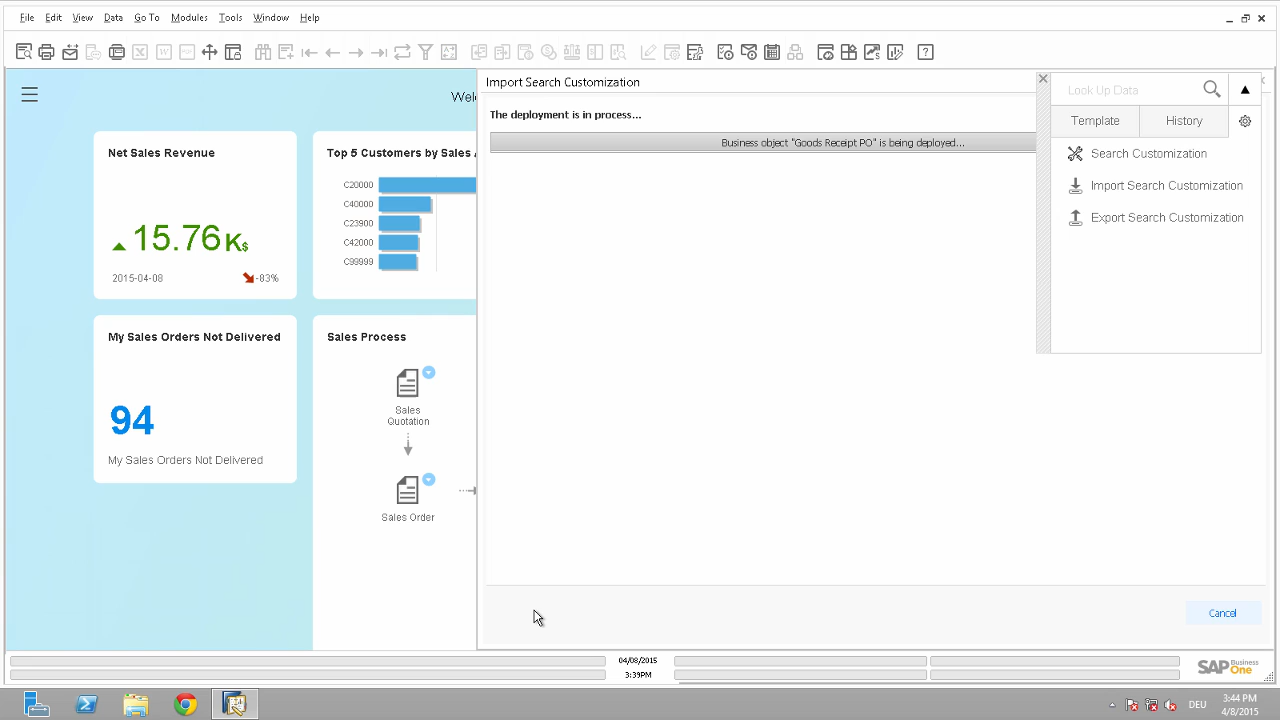 File Edit View Data Go To Modules Tools Window Help
Import Search Customization
The deployment is in process...
Business object "Goods Receipt PO" is being deployed...
Look Up Data
Template History
Search Customization
Import Search Customization
Export Search Customization
Wel
Net Sales Revenue
15.76 K$
2015-04-08 -83%
Top 5 Customers by Sales
C20000
C40000
C23900
C42000
C99999
My Sales Orders Not Delivered
94
My Sales Orders Not Delivered
Sales Process
Sales
Quotation
Sales Order
Cancel
04/08/2015
3:39PM
SAP Business
One
DEU
3:44 PM
4/8/2015